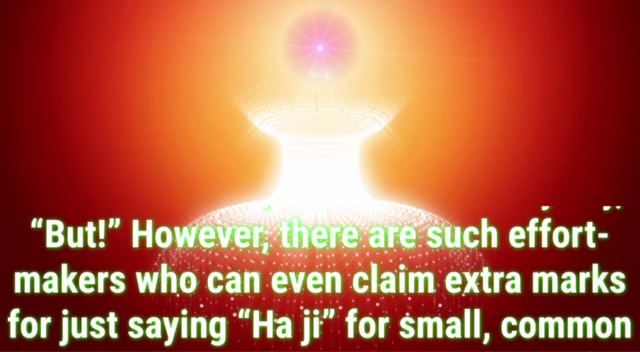 “But!” However, there are such effort-
makers who can even claim extra marks
for just saying “Ha ji” for small, common